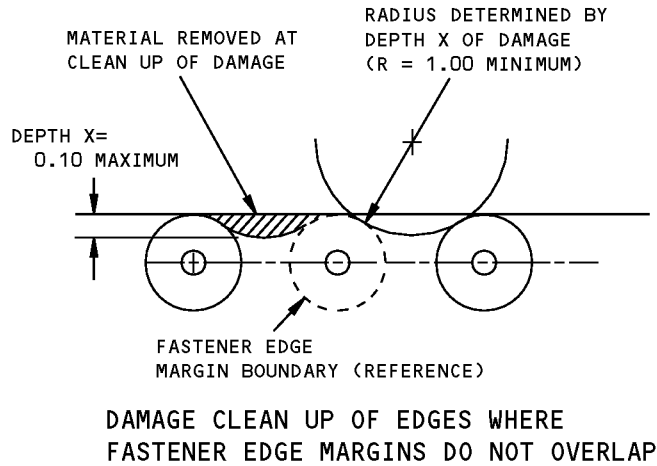 MATERIAL REMOVED AT
CLEAN UP OF DAMAGE
RADIUS DETERMINED BY
DEPTH X OF DAMAGE
(R = 1.00 MINIMUM)
DEPTH X=
0.10 MAXIMUM
FASTENER EDGE
MARGIN BOUNDARY (REFERENCE)
DAMAGE CLEAN UP OF EDGES WHERE
FASTENER EDGE MARGINS DO NOT OVERLAP